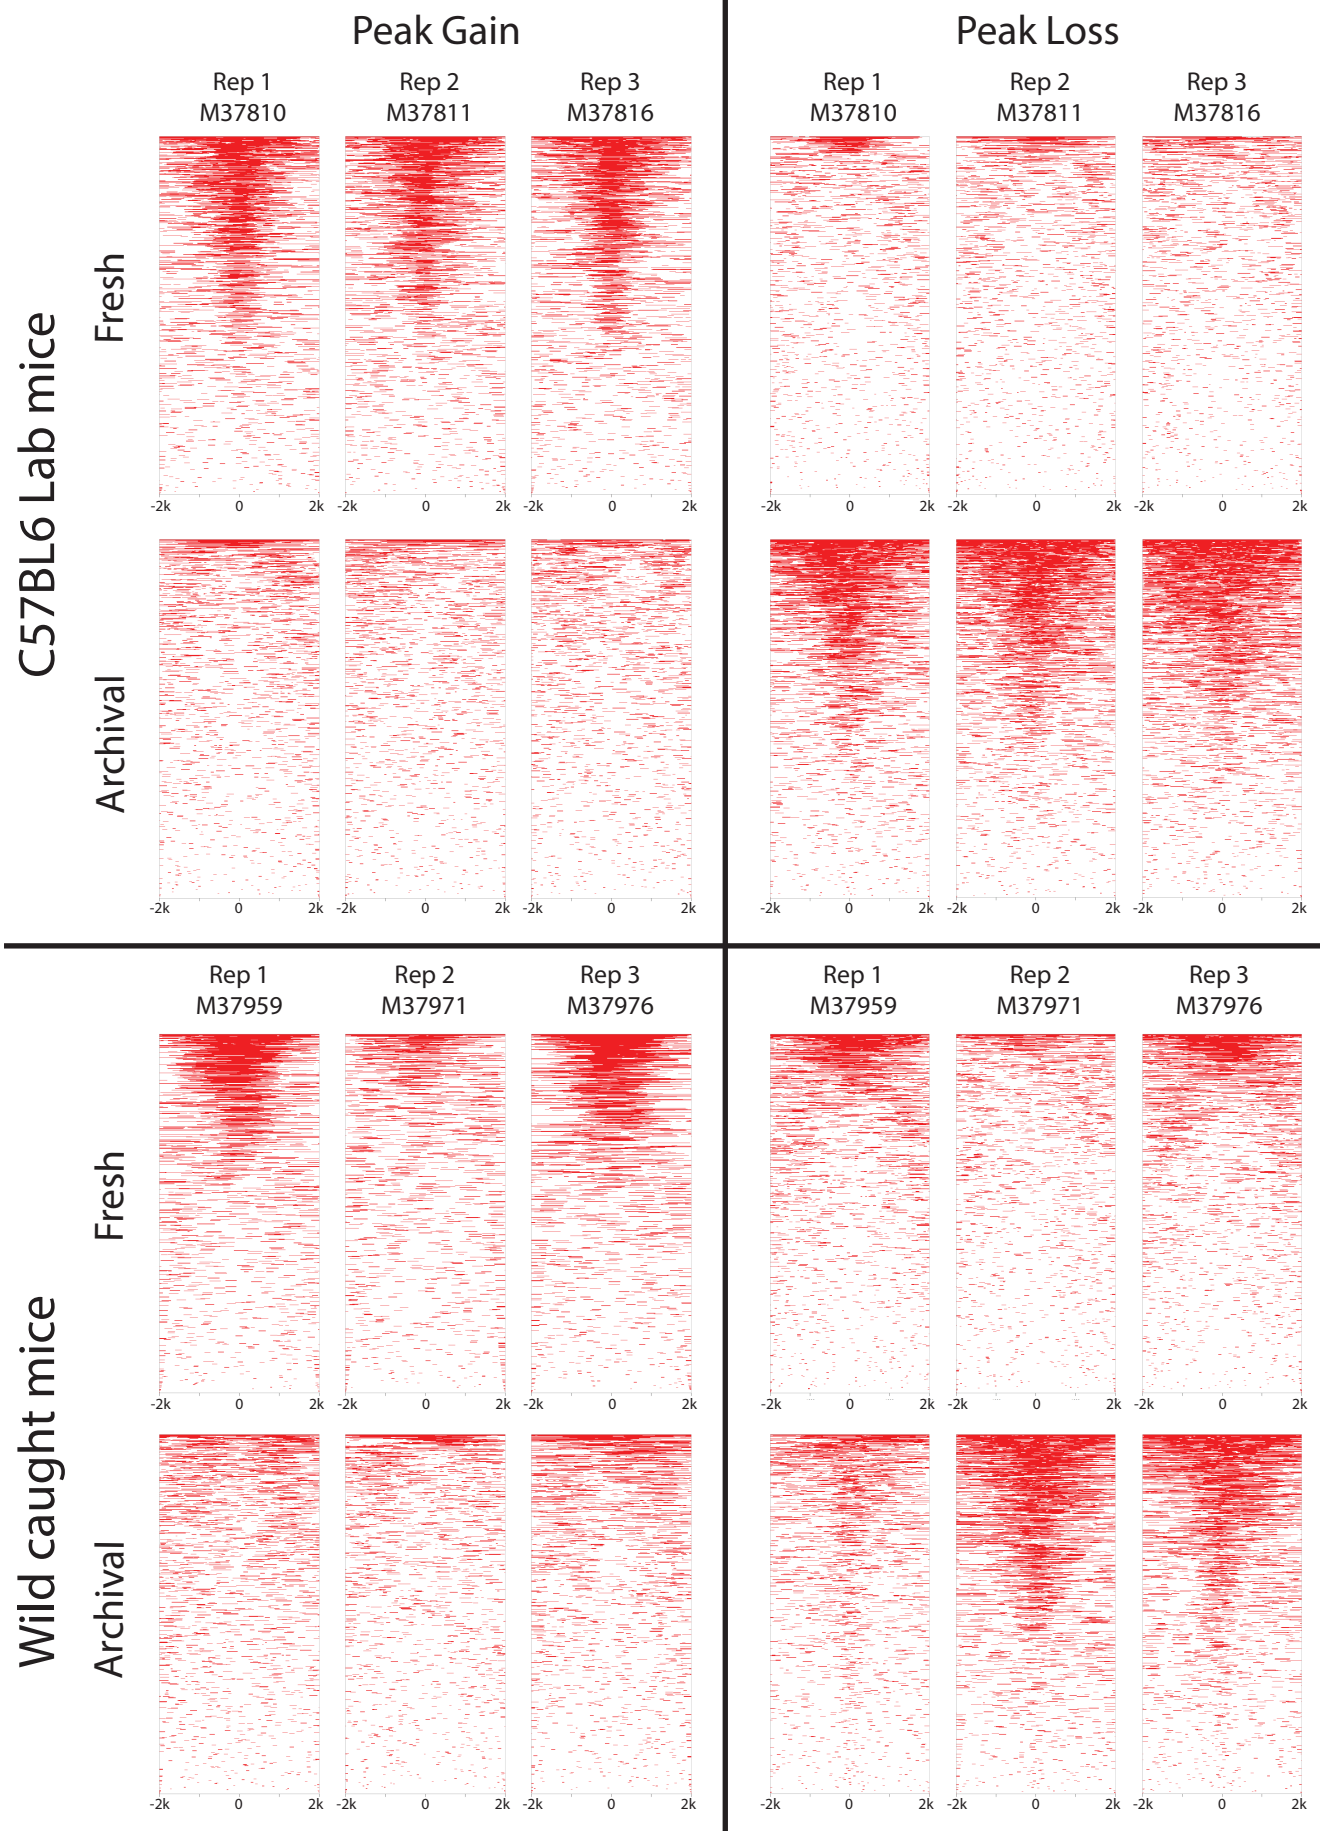 Peak Gain
Peak Loss
Rep 1 Rep 2 Rep 3 Rep 1 Rep 2 Rep 3
M37810 M37811 M37816 M37810 M37811 M37816
C57BL6 Lab mice
Fresh
-2k 0 2k -2k 0 2k -2k 0 2k -2k 0 2k -2k 0 2k -2k 0 2k
Archival
-2k 0 2k -2k 0 2k -2k 0 2k -2k 0 2k -2k 0 2k -2k 0 2k
Rep 1 Rep 2 Rep 3 Rep 1 Rep 2 Rep 3
M37959 M37971 M37976 M37959 M37971 M37976
Wild caught mice
Fresh
-2k 0 2k -2k 0 2k -2k 0 2k -2k 0 2k -2k 0 2k -2k 0 2k
Archival
-2k 0 2k -2k 0 2k -2k 0 2k -2k 0 2k -2k 0 2k -2k 0 2k